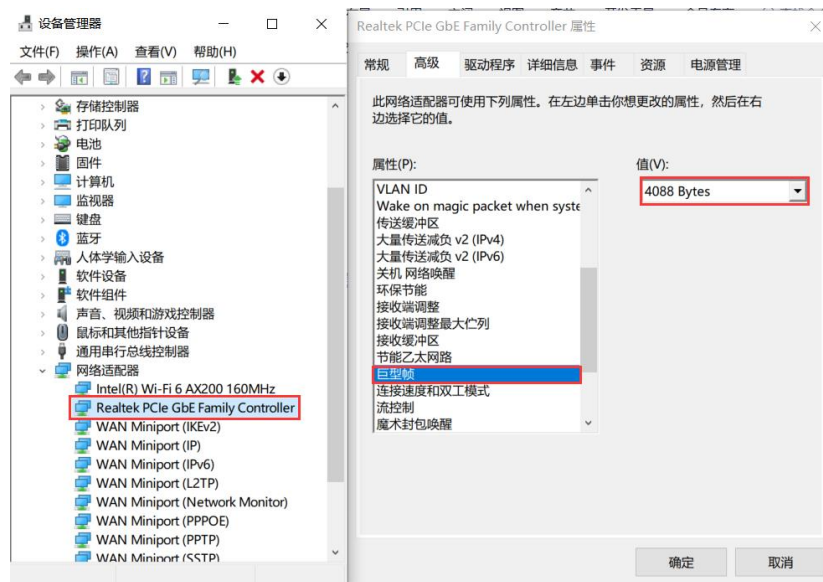 设备管理器
文件(F) 操作(A) 查看(V) 帮助(H)
存储控制器
打印队列
电池
固件
计算机
监视器
键盘
蓝牙
人体学输入设备
软件设备
软件组件
声音、视频和游戏控制器
鼠标和其他指针设备
通用串行总线控制器
网络适配器
Intel(R) Wi-Fi 6 AX200 160MHz
Realtek PCIe GbE Family Controller
WAN Miniport (IKEv2)
WAN Miniport (IP)
WAN Miniport (IPv6)
WAN Miniport (L2TP)
WAN Miniport (Network Monitor)
WAN Miniport (PPPOE)
WAN Miniport (PPTP)
WAN Miniport (SSTP)
Realtek PCIe GbE Family Controller 属性
常规 高级 驱动程序 详细信息 事件 资源 电源管理
此网络适配器可使用下列属性。在左边单击你想更改的属性，然后在右
边选择它的值。
属性(P):
值(V):
VLAN ID
4088 Bytes
Wake on magic packet when syste
传送缓冲区
大量传送减负 v2 (IPv4)
大量传送减负 v2 (IPv6)
关机 网络唤醒
环保节能
接收端调整
接收端调整最大伫列
接收缓冲区
节能乙太网路
巨型帧
连接速度和双工模式
流控制
魔术封包唤醒
确定 取消